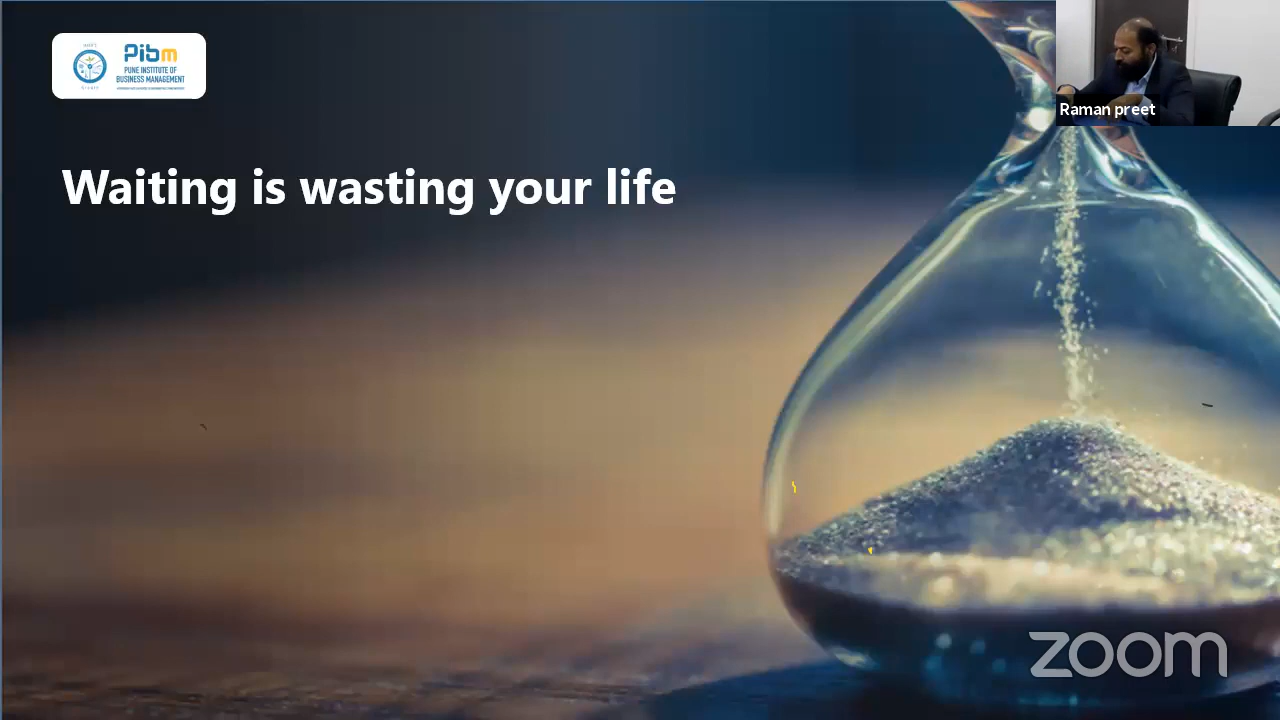 Pibm
PUNE INSTITUTE OF
BUSINESS MANAGEMENT
Raman preet
Waiting is wasting your life
zoom